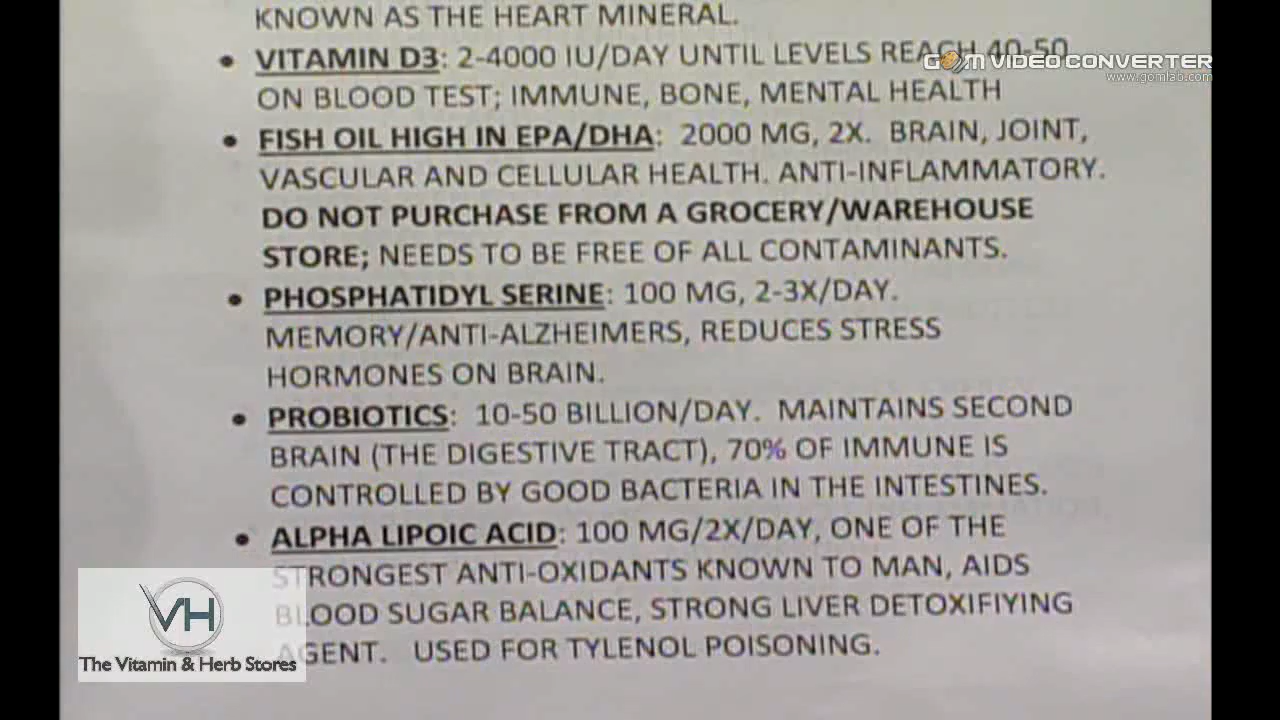 KNOWN AS THE HEART MINERAL.
• VITAMIN D3: 2-4000 IU/DAY UNTIL LEVELS REACH 40-50
GOM VIDEO CONVERTER
www.gomlab.com
ON BLOOD TEST; IMMUNE, BONE, MENTAL HEALTH
• FISH OIL HIGH IN EPA/DHA: 2000 MG, 2X. BRAIN, JOINT,
VASCULAR AND CELLULAR HEALTH. ANTI-INFLAMMATORY.
DO NOT PURCHASE FROM A GROCERY/WAREHOUSE
STORE; NEEDS TO BE FREE OF ALL CONTAMINANTS.
• PHOSPHATIDYL SERINE: 100 MG, 2-3X/DAY.
MEMORY/ANTI-ALZHEIMERS, REDUCES STRESS
HORMONES ON BRAIN.
• PROBIOTICS: 10-50 BILLION/DAY. MAINTAINS SECOND
BRAIN (THE DIGESTIVE TRACT), 70% OF IMMUNE IS
CONTROLLED BY GOOD BACTERIA IN THE INTESTINES.
• ALPHA LIPOIC ACID: 100 MG/2X/DAY, ONE OF THE
STRONGEST ANTI-OXIDANTS KNOWN TO MAN, AIDS
BLOOD SUGAR BALANCE, STRONG LIVER DETOXIFIYING
AGENT. USED FOR TYLENOL POISONING.
VH
The Vitamin & Herb Stores